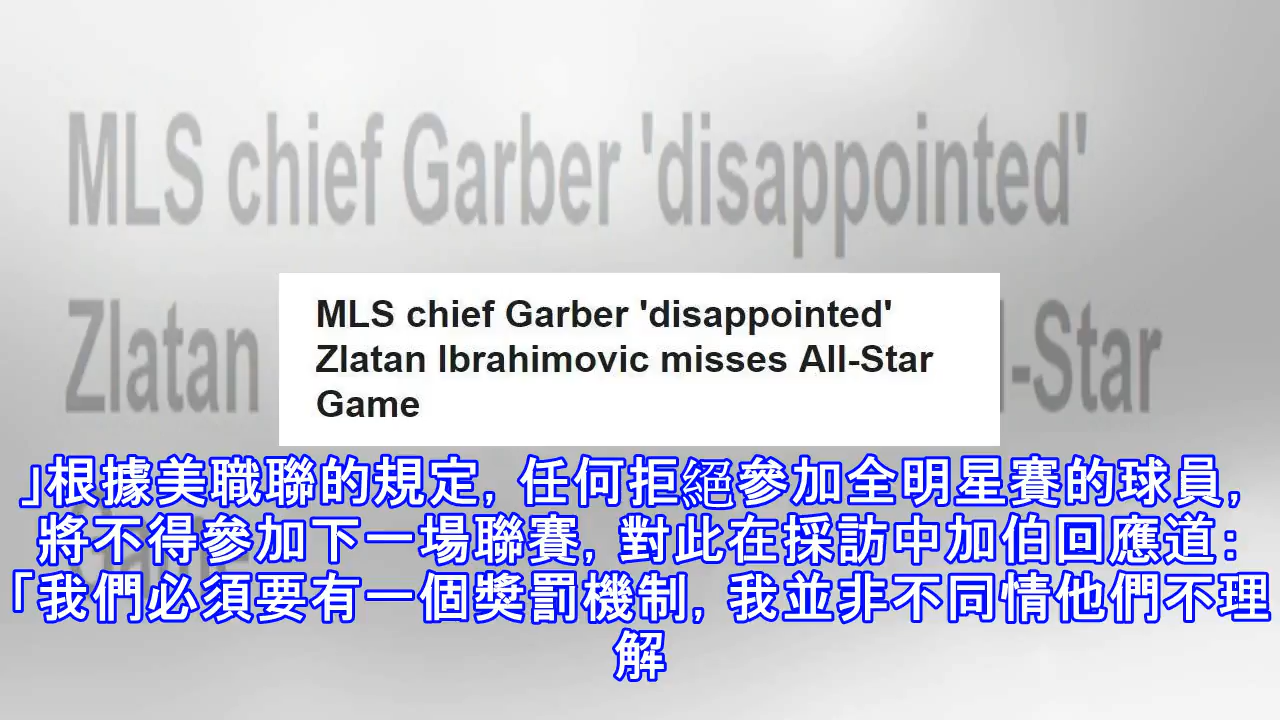 MLS chief Garber 'disappointed'
Zlatan l-Star
MLS chief Garber 'disappointed'
Zlatan Ibrahimovic misses All-Star
Game
」根據美職聯的規定, 任何拒絕參加全明星賽的球員,
將不得參加下一場聯賽, 對此在採訪中加伯回應道:
「我們必須要有一個獎罰機制, 我並非不同情他們不理
解